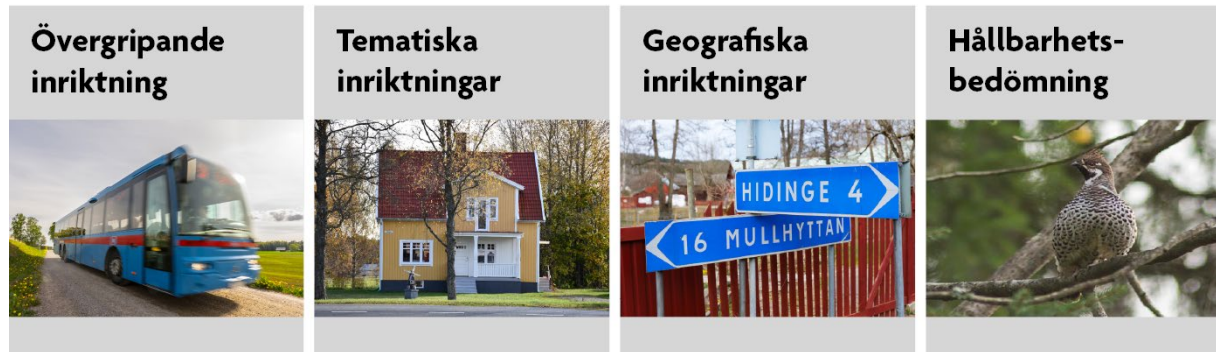 Övergripande
inriktning
Tematiska
inriktningar
Geografiska
inriktningar
Hållbarhets-
bedömning
HIDINGE 4
16 MULLHYTTAN